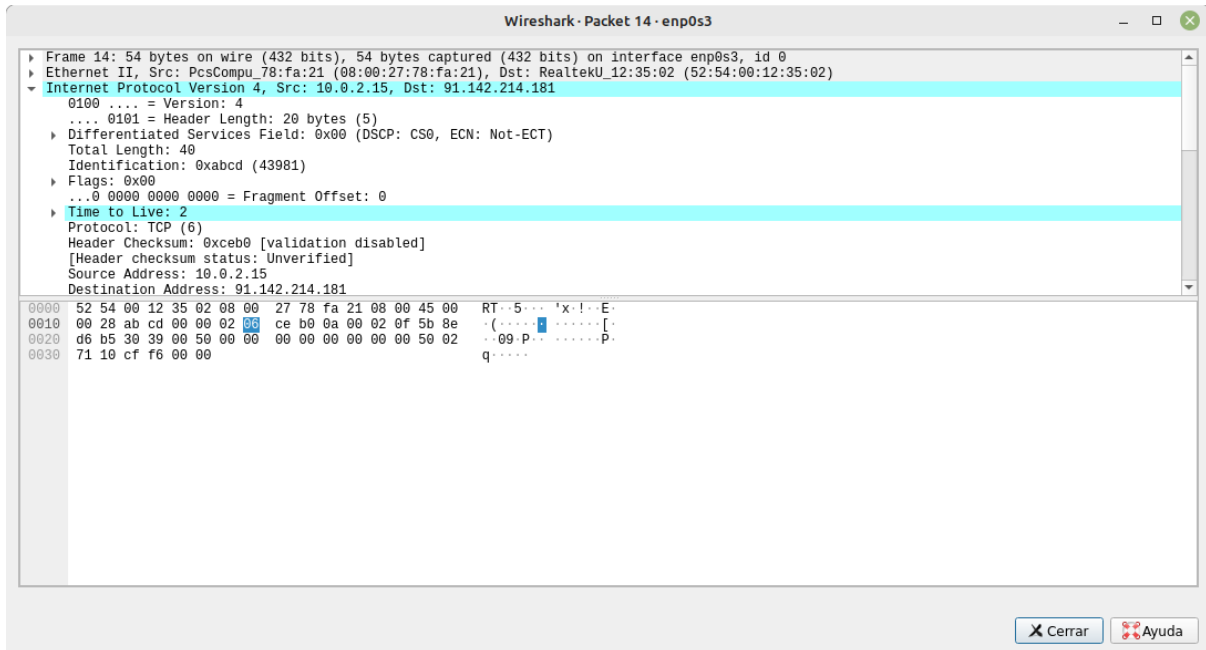 Wireshark · Packet 14 · enp0s3
Frame 14: 54 bytes on wire (432 bits), 54 bytes captured (432 bits) on interface enp0s3, id 0
Ethernet II, Src: PcsCompu_78:fa:21 (08:00:27:78:fa:21), Dst: RealtekU_12:35:02 (52:54:00:12:35:02)
Internet Protocol Version 4, Src: 10.0.2.15, Dst: 91.142.214.181
0100 .... = Version: 4
.... 0101 = Header Length: 20 bytes (5)
Differentiated Services Field: 0x00 (DSCP: CS0, ECN: Not-ECT)
Total Length: 40
Identification: 0xabcd (43981)
Flags: 0x00
...0 0000 0000 0000 = Fragment Offset: 0
Time to Live: 2
Protocol: TCP (6)
Header Checksum: 0xceb0 [validation disabled]
[Header checksum status: Unverified]
Source Address: 10.0.2.15
Destination Address: 91.142.214.181
0000 52 54 00 12 35 02 08 00 27 78 fa 21 08 00 45 00 RT··5··· 'x·!··E·
0010 00 28 ab cd 00 00 02 06 ce b0 0a 00 02 0f 5b 8e ·(······ ······[·
0020 d6 b5 30 39 00 50 00 00 00 00 00 00 00 00 50 02 ··09·P·· ······P·
0030 71 10 cf f6 00 00 q·····
Cerrar
Ayuda